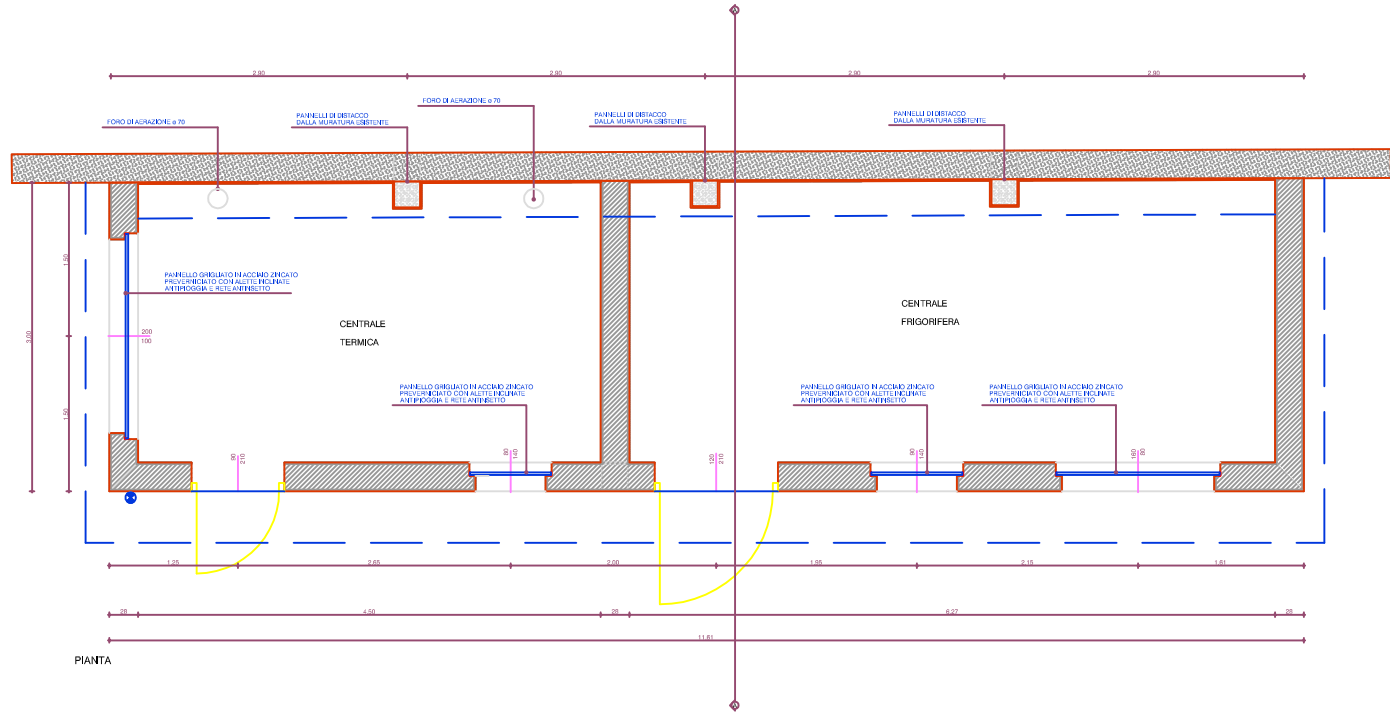 2.90
2.90
2.90
2.90
FORO DI AERAZIONE ø 70
PANNELLI DI DISTACCO
DALLA MURATURA ESISTENTE
FORO DI AERAZIONE ø 70
PANNELLI DI DISTACCO
DALLA MURATURA ESISTENTE
PANNELLI DI DISTACCO
DALLA MURATURA ESISTENTE
3.00
1.50
1.50
PANNELLO GRIGLIATO IN ACCIAIO ZINCATO
PREVERNICIATO CON ALETTE INCLINATE
ANTIPIOGGIA E RETE ANTINSETTO
200
100
CENTRALE
TERMICA
CENTRALE
FRIGORIFERA
PANNELLO GRIGLIATO IN ACCIAIO ZINCATO
PREVERNICIATO CON ALETTE INCLINATE
ANTIPIOGGIA E RETE ANTINSETTO
PANNELLO GRIGLIATO IN ACCIAIO ZINCATO
PREVERNICIATO CON ALETTE INCLINATE
ANTIPIOGGIA E RETE ANTINSETTO
PANNELLO GRIGLIATO IN ACCIAIO ZINCATO
PREVERNICIATO CON ALETTE INCLINATE
ANTIPIOGGIA E RETE ANTINSETTO
90
210
80
140
120
210
90
140
160
80
1.25
2.65
2.00
1.95
2.15
1.61
28
4.50
28
6.27
28
11.61
PIANTA